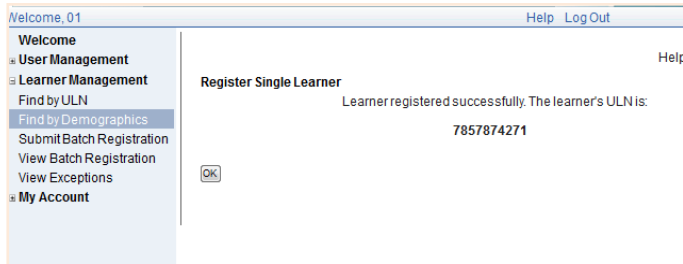 Welcome, 01
Help Log Out
Welcome
User Management
Learner Management
Find by ULN
Find by Demographics
Submit Batch Registration
View Batch Registration
View Exceptions
My Account
Help
Register Single Learner
Learner registered successfully. The learner's ULN is:
7857874271
OK